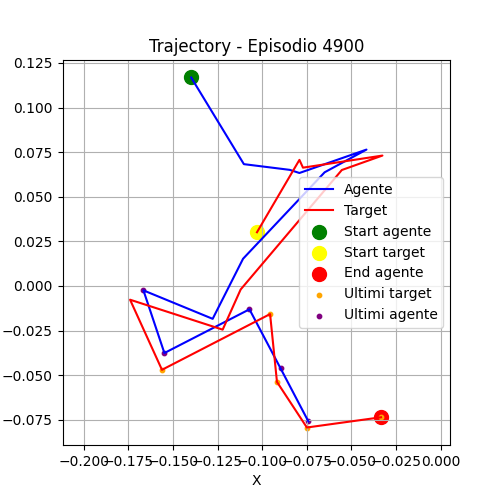 Trajectory - Episodio 4900
0.125
0.100
0.075
0.050
0.025
0.000
−0.025
−0.050
−0.075
Agente
Target
Start agente
Start target
End agente
Ultimi target
Ultimi agente
−0.200 −0.175 −0.150 −0.125 −0.100 −0.075 −0.050 −0.025 0.000
X